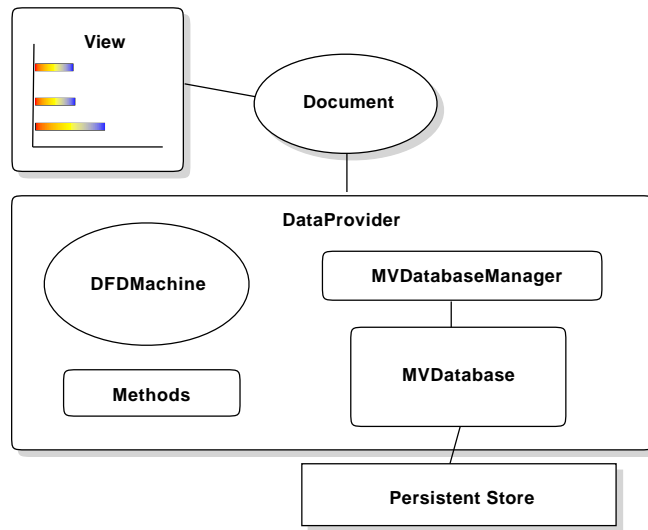 View
Document
DataProvider
DFDMachine
MVDatabaseManager
MVDatabase
Methods
Persistent Store